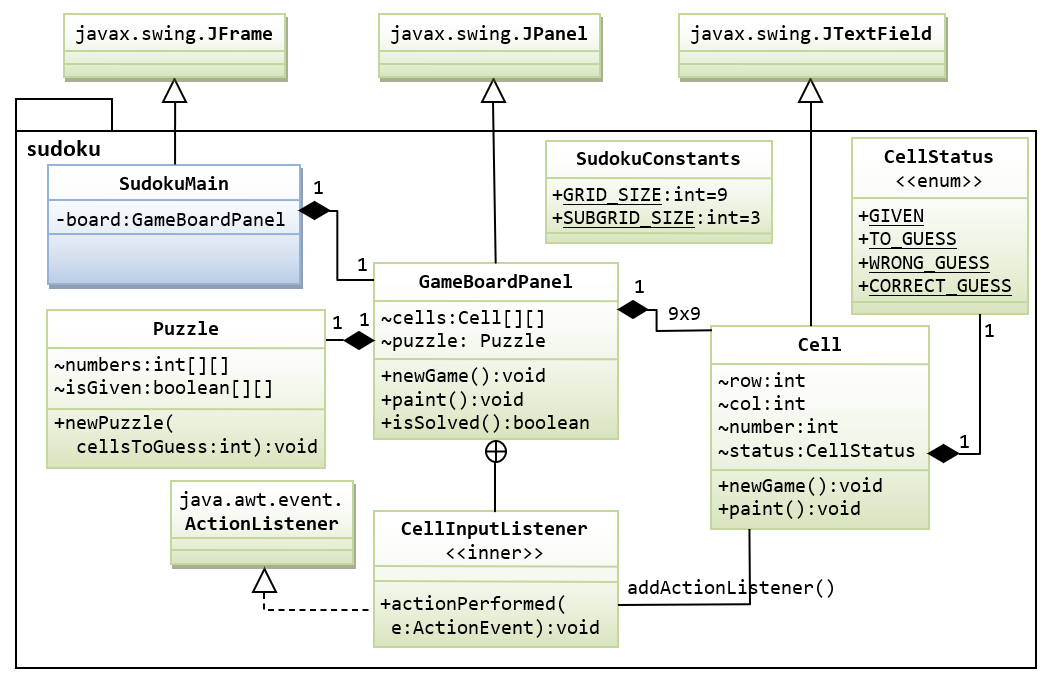 javax.swing.JFrame
javax.swing.JPanel
javax.swing.JTextField
sudoku
SudokuMain
-board:GameBoardPanel
1
1
SudokuConstants
+GRID_SIZE:int=9
+SUBGRID_SIZE:int=3
CellStatus
<<enum>>
+GIVEN
+TO_GUESS
+WRONG_GUESS
+CORRECT_GUESS
1
GameBoardPanel
~cells:Cell[][]
~puzzle: Puzzle
+newGame():void
+paint():void
+isSolved():boolean
1
9x9
Puzzle
~numbers:int[][]
~isGiven:boolean[][]
+newPuzzle(
cellsToGuess:int):void
1
1
Cell
~row:int
~col:int
~number:int
~status:CellStatus
+newGame():void
+paint():void
1
java.awt.event.
ActionListener
CellInputListener
<<inner>>
+actionPerformed(
e:ActionEvent):void
addActionListener()